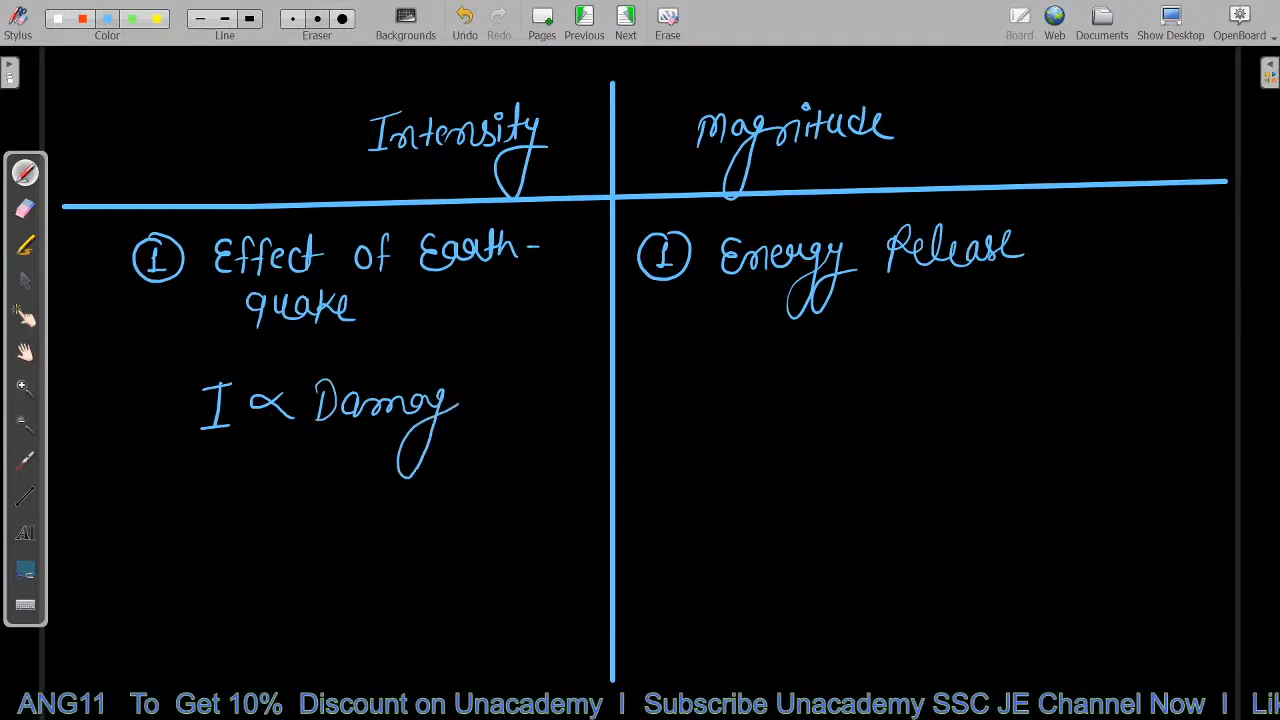 Stylus Color Line Eraser Backgrounds Undo Redo Pages Previous Next Erase Board Web Documents Show Desktop OpenBoard
Intensity Magnitude
① Effect of Earth-
quake
① Energy Release
I ∝ Damag
ANG11 To Get 10% Discount on Unacademy I Subscribe Unacademy SSC JE Channel Now I Lik